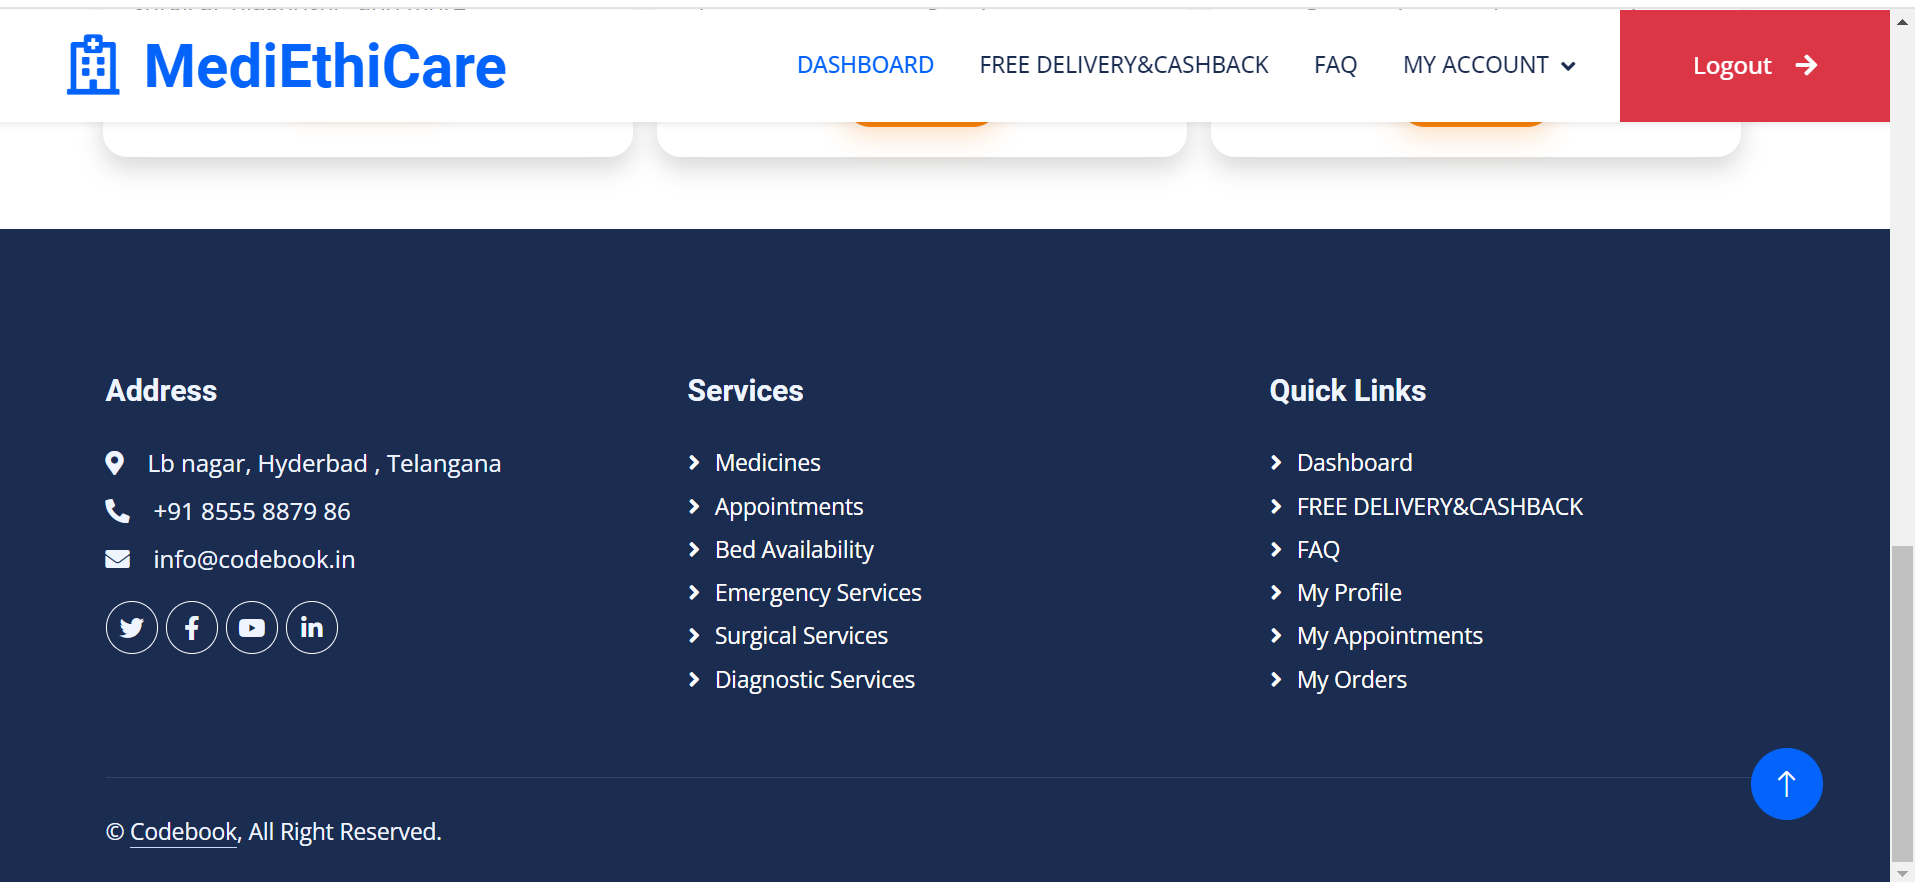 MediEthiCare
DASHBOARD FREE DELIVERY&CASHBACK FAQ MY ACCOUNT Logout
Address
Lb nagar, Hyderbad , Telangana
+91 8555 8879 86
info@codebook.in
Services
Medicines
Appointments
Bed Availability
Emergency Services
Surgical Services
Diagnostic Services
Quick Links
Dashboard
FREE DELIVERY&CASHBACK
FAQ
My Profile
My Appointments
My Orders
© Codebook, All Right Reserved.